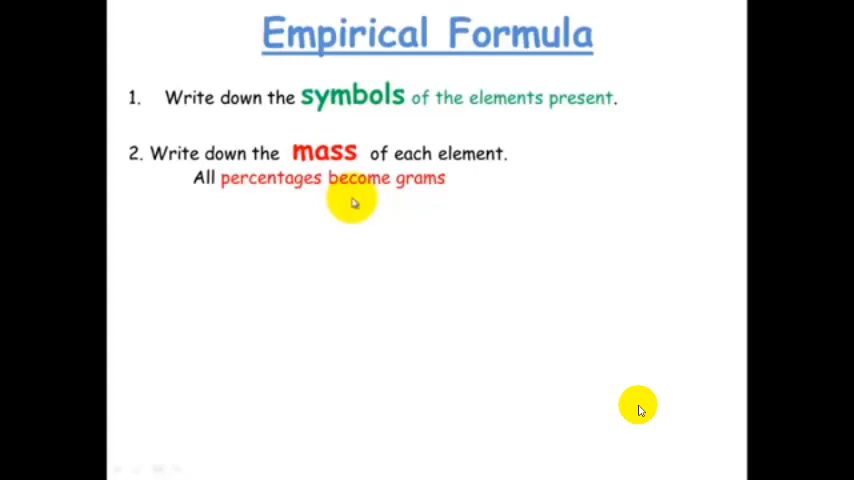 Empirical Formula
1. Write down the symbols of the elements present.
2. Write down the mass of each element.
All percentages become grams